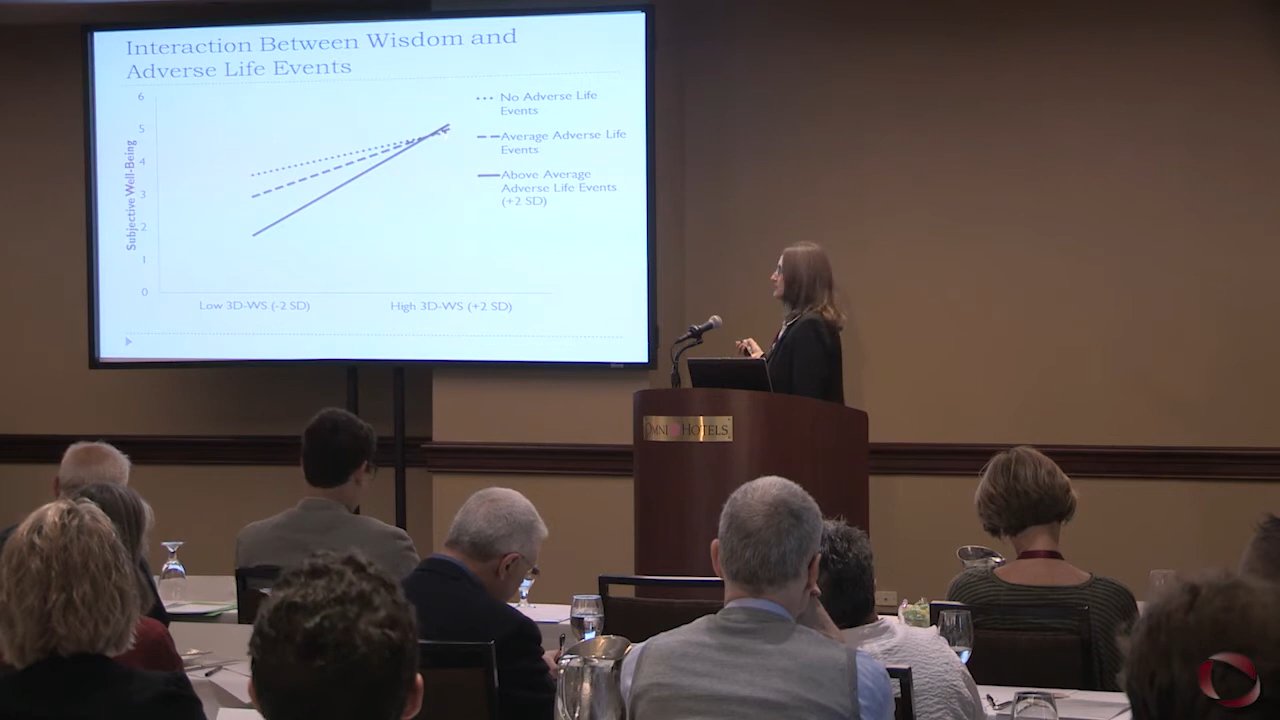 Interaction Between Wisdom and
Adverse Life Events
6
5
4
3
2
1
0
Subjective Well-Being
Low 3D-WS (-2 SD)
High 3D-WS (+2 SD)
No Adverse Life
Events
Average Adverse Life
Events
Above Average
Adverse Life Events
(+2 SD)
OMNI HOTELS